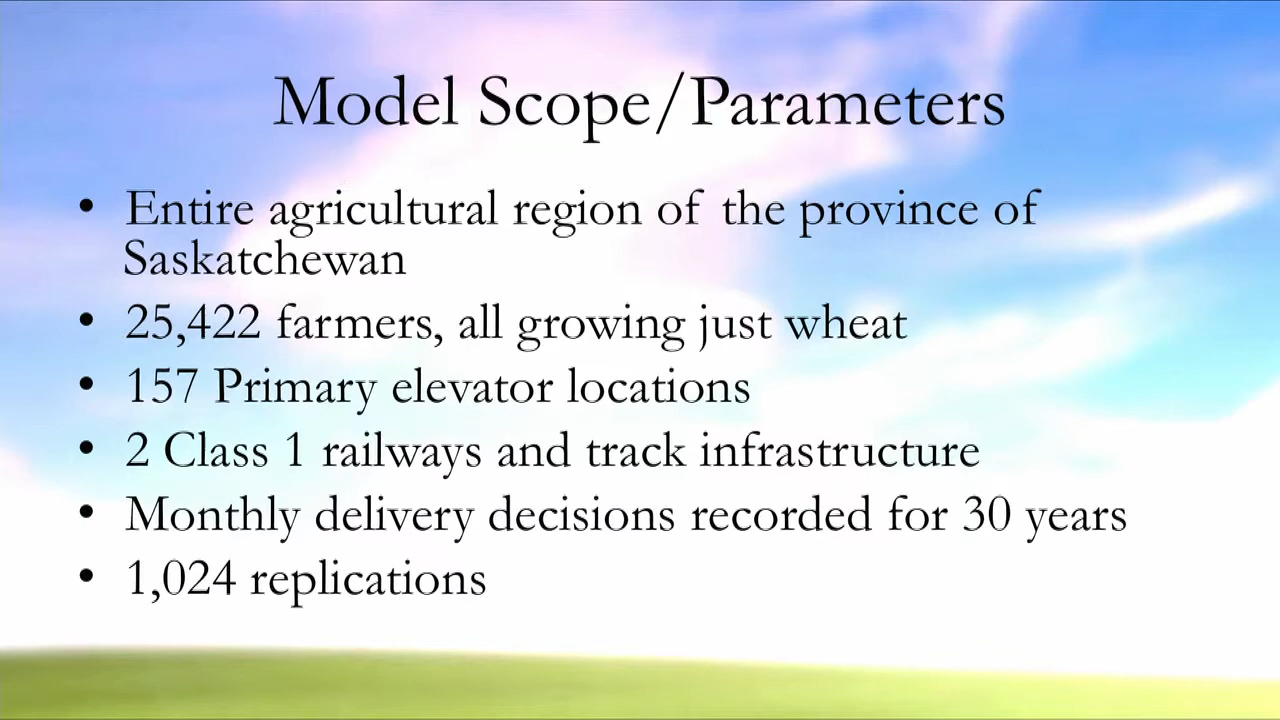 Model Scope/Parameters
• Entire agricultural region of the province of
Saskatchewan
• 25,422 farmers, all growing just wheat
• 157 Primary elevator locations
• 2 Class 1 railways and track infrastructure
• Monthly delivery decisions recorded for 30 years
• 1,024 replications